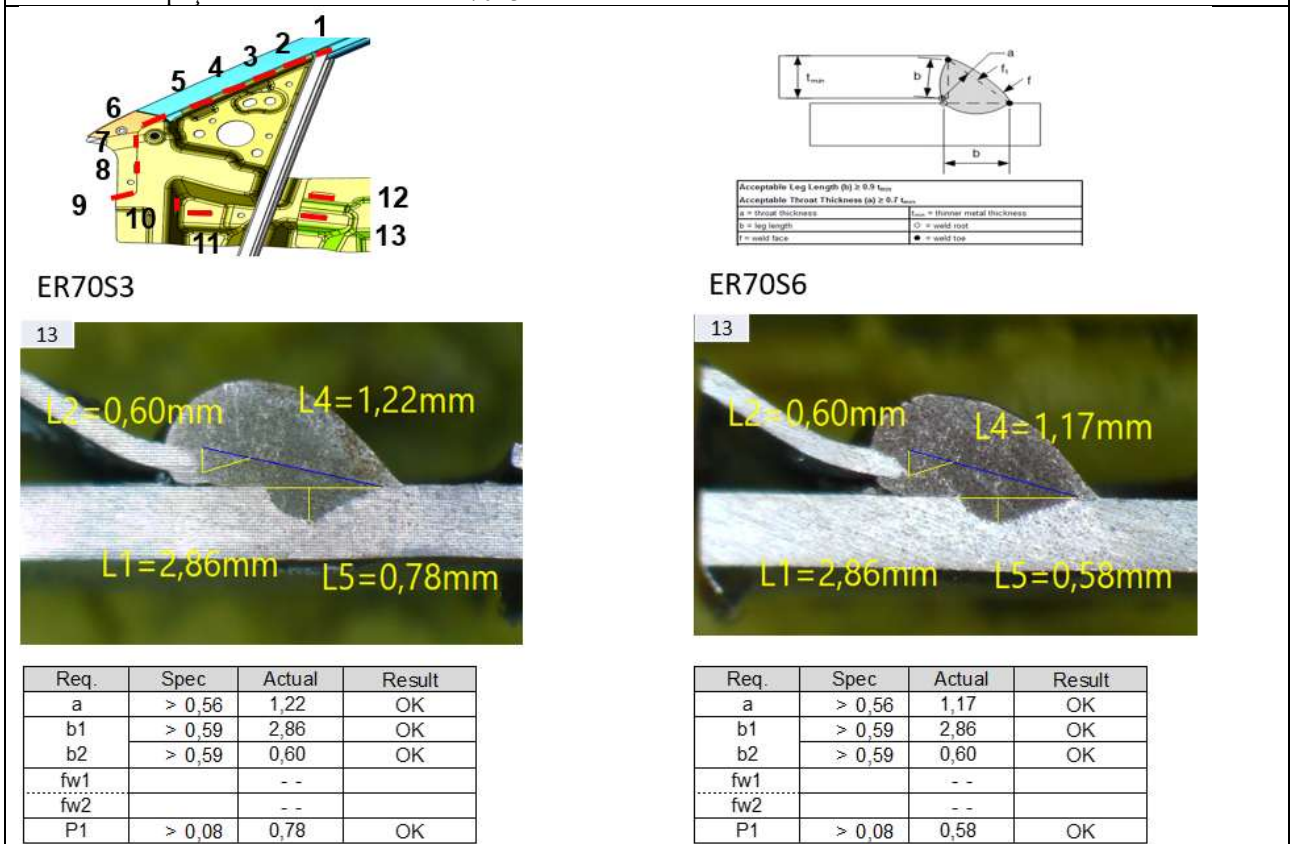 1
2
3
4
5
6
7
8
9
10
11
12
13
a
b
f₁
f
tmin
b
Acceptable Leg Length (b) ≥ 0.9 tmin
Acceptable Throat Thickness (a) ≥ 0.7 tmin
a = throat thickness tmin = thinner metal thickness
b = leg length ○ = weld root
f = weld face ● = weld toe
ER70S3
ER70S6
13
L2=0,60mm
L4=1,22mm
L1=2,86mm
L5=0,78mm
13
L2=0,60mm
L4=1,17mm
L1=2,86mm
L5=0,58mm
Req. Spec Actual Result
a > 0,56 1,22 OK
b1 > 0,59 2,86 OK
b2 > 0,59 0,60 OK
fw1 - -
fw2 - -
P1 > 0,08 0,78 OK
Req. Spec Actual Result
a > 0,56 1,17 OK
b1 > 0,59 2,86 OK
b2 > 0,59 0,60 OK
fw1 - -
fw2 - -
P1 > 0,08 0,58 OK